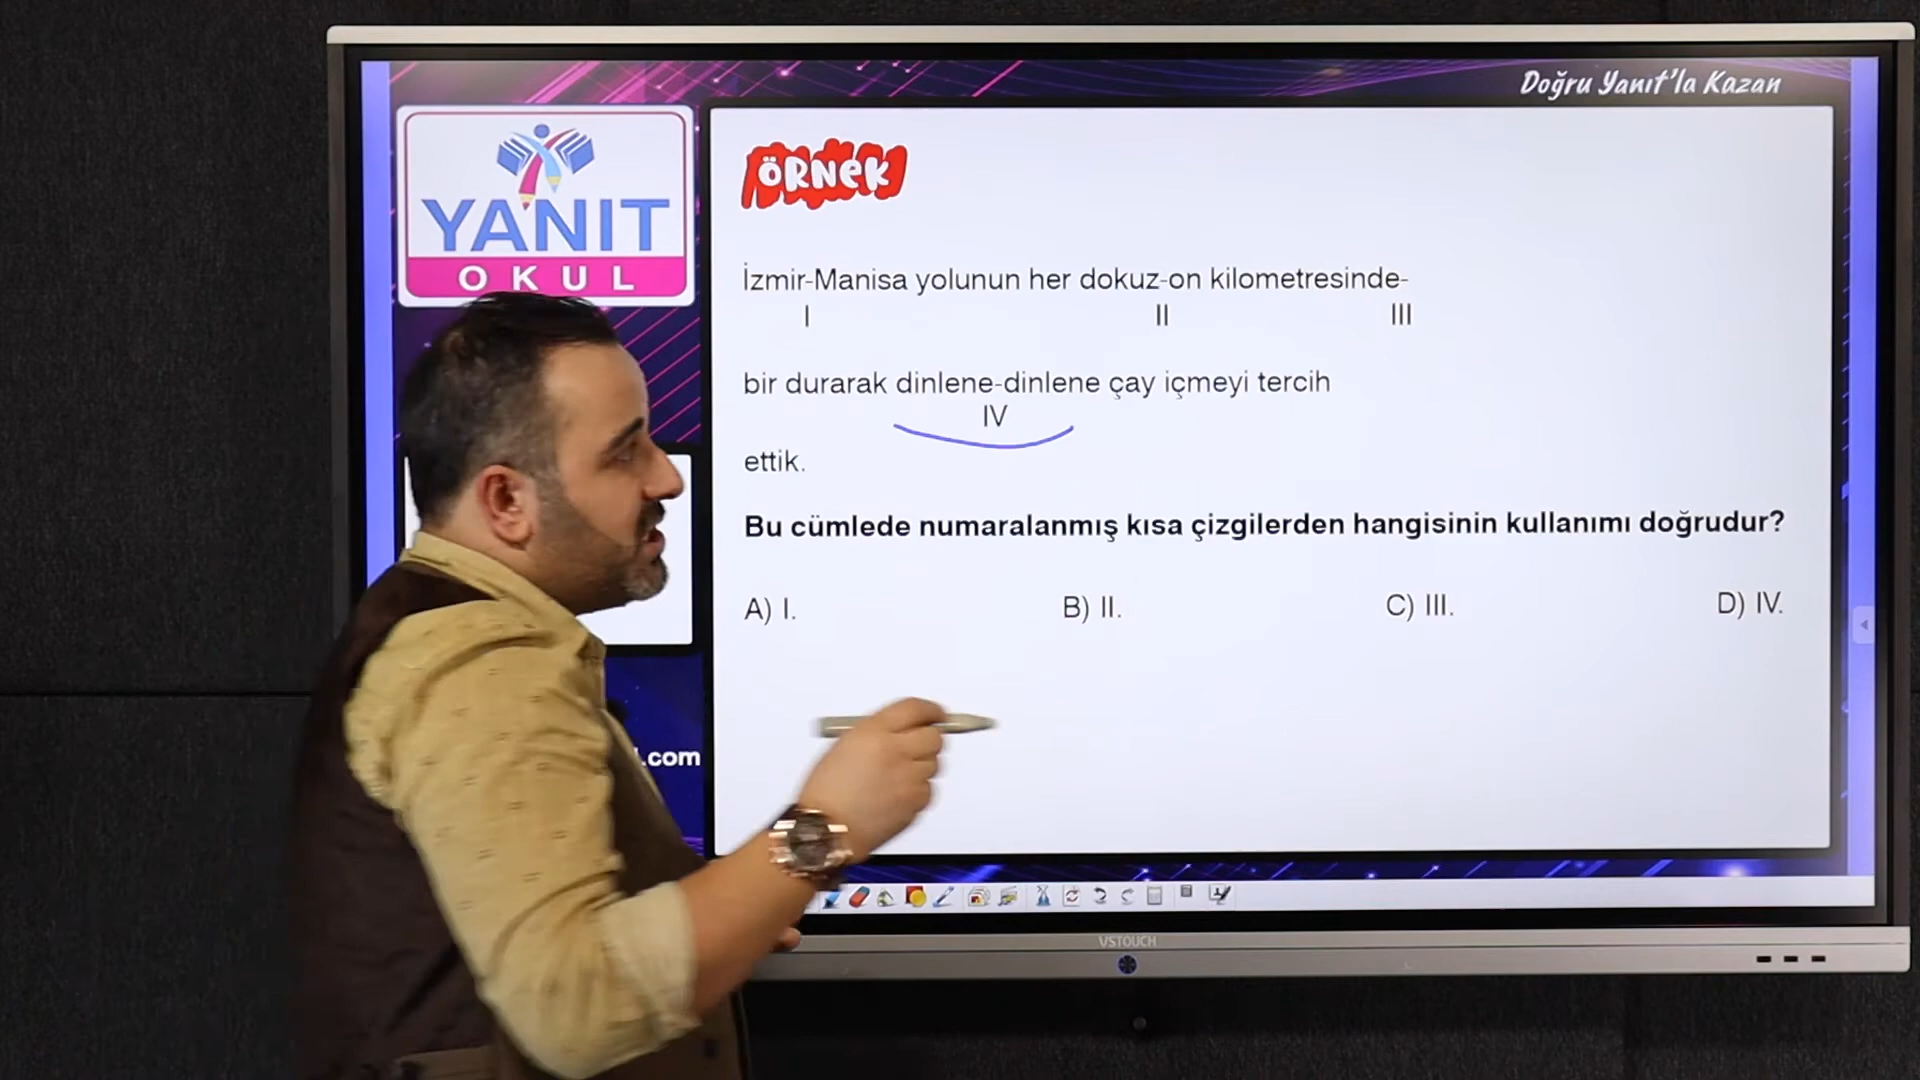 Doğru Yanıt'la Kazan
YANIT
OKUL
ÖRNEK
İzmir-Manisa yolunun her dokuz-on kilometresinde-
I II III
bir durarak dinlene-dinlene çay içmeyi tercih
IV
ettik.
Bu cümlede numaralanmış kısa çizgilerden hangisinin kullanımı doğrudur?
A) I. B) II. C) III. D) IV.
.com
VSTOUCH